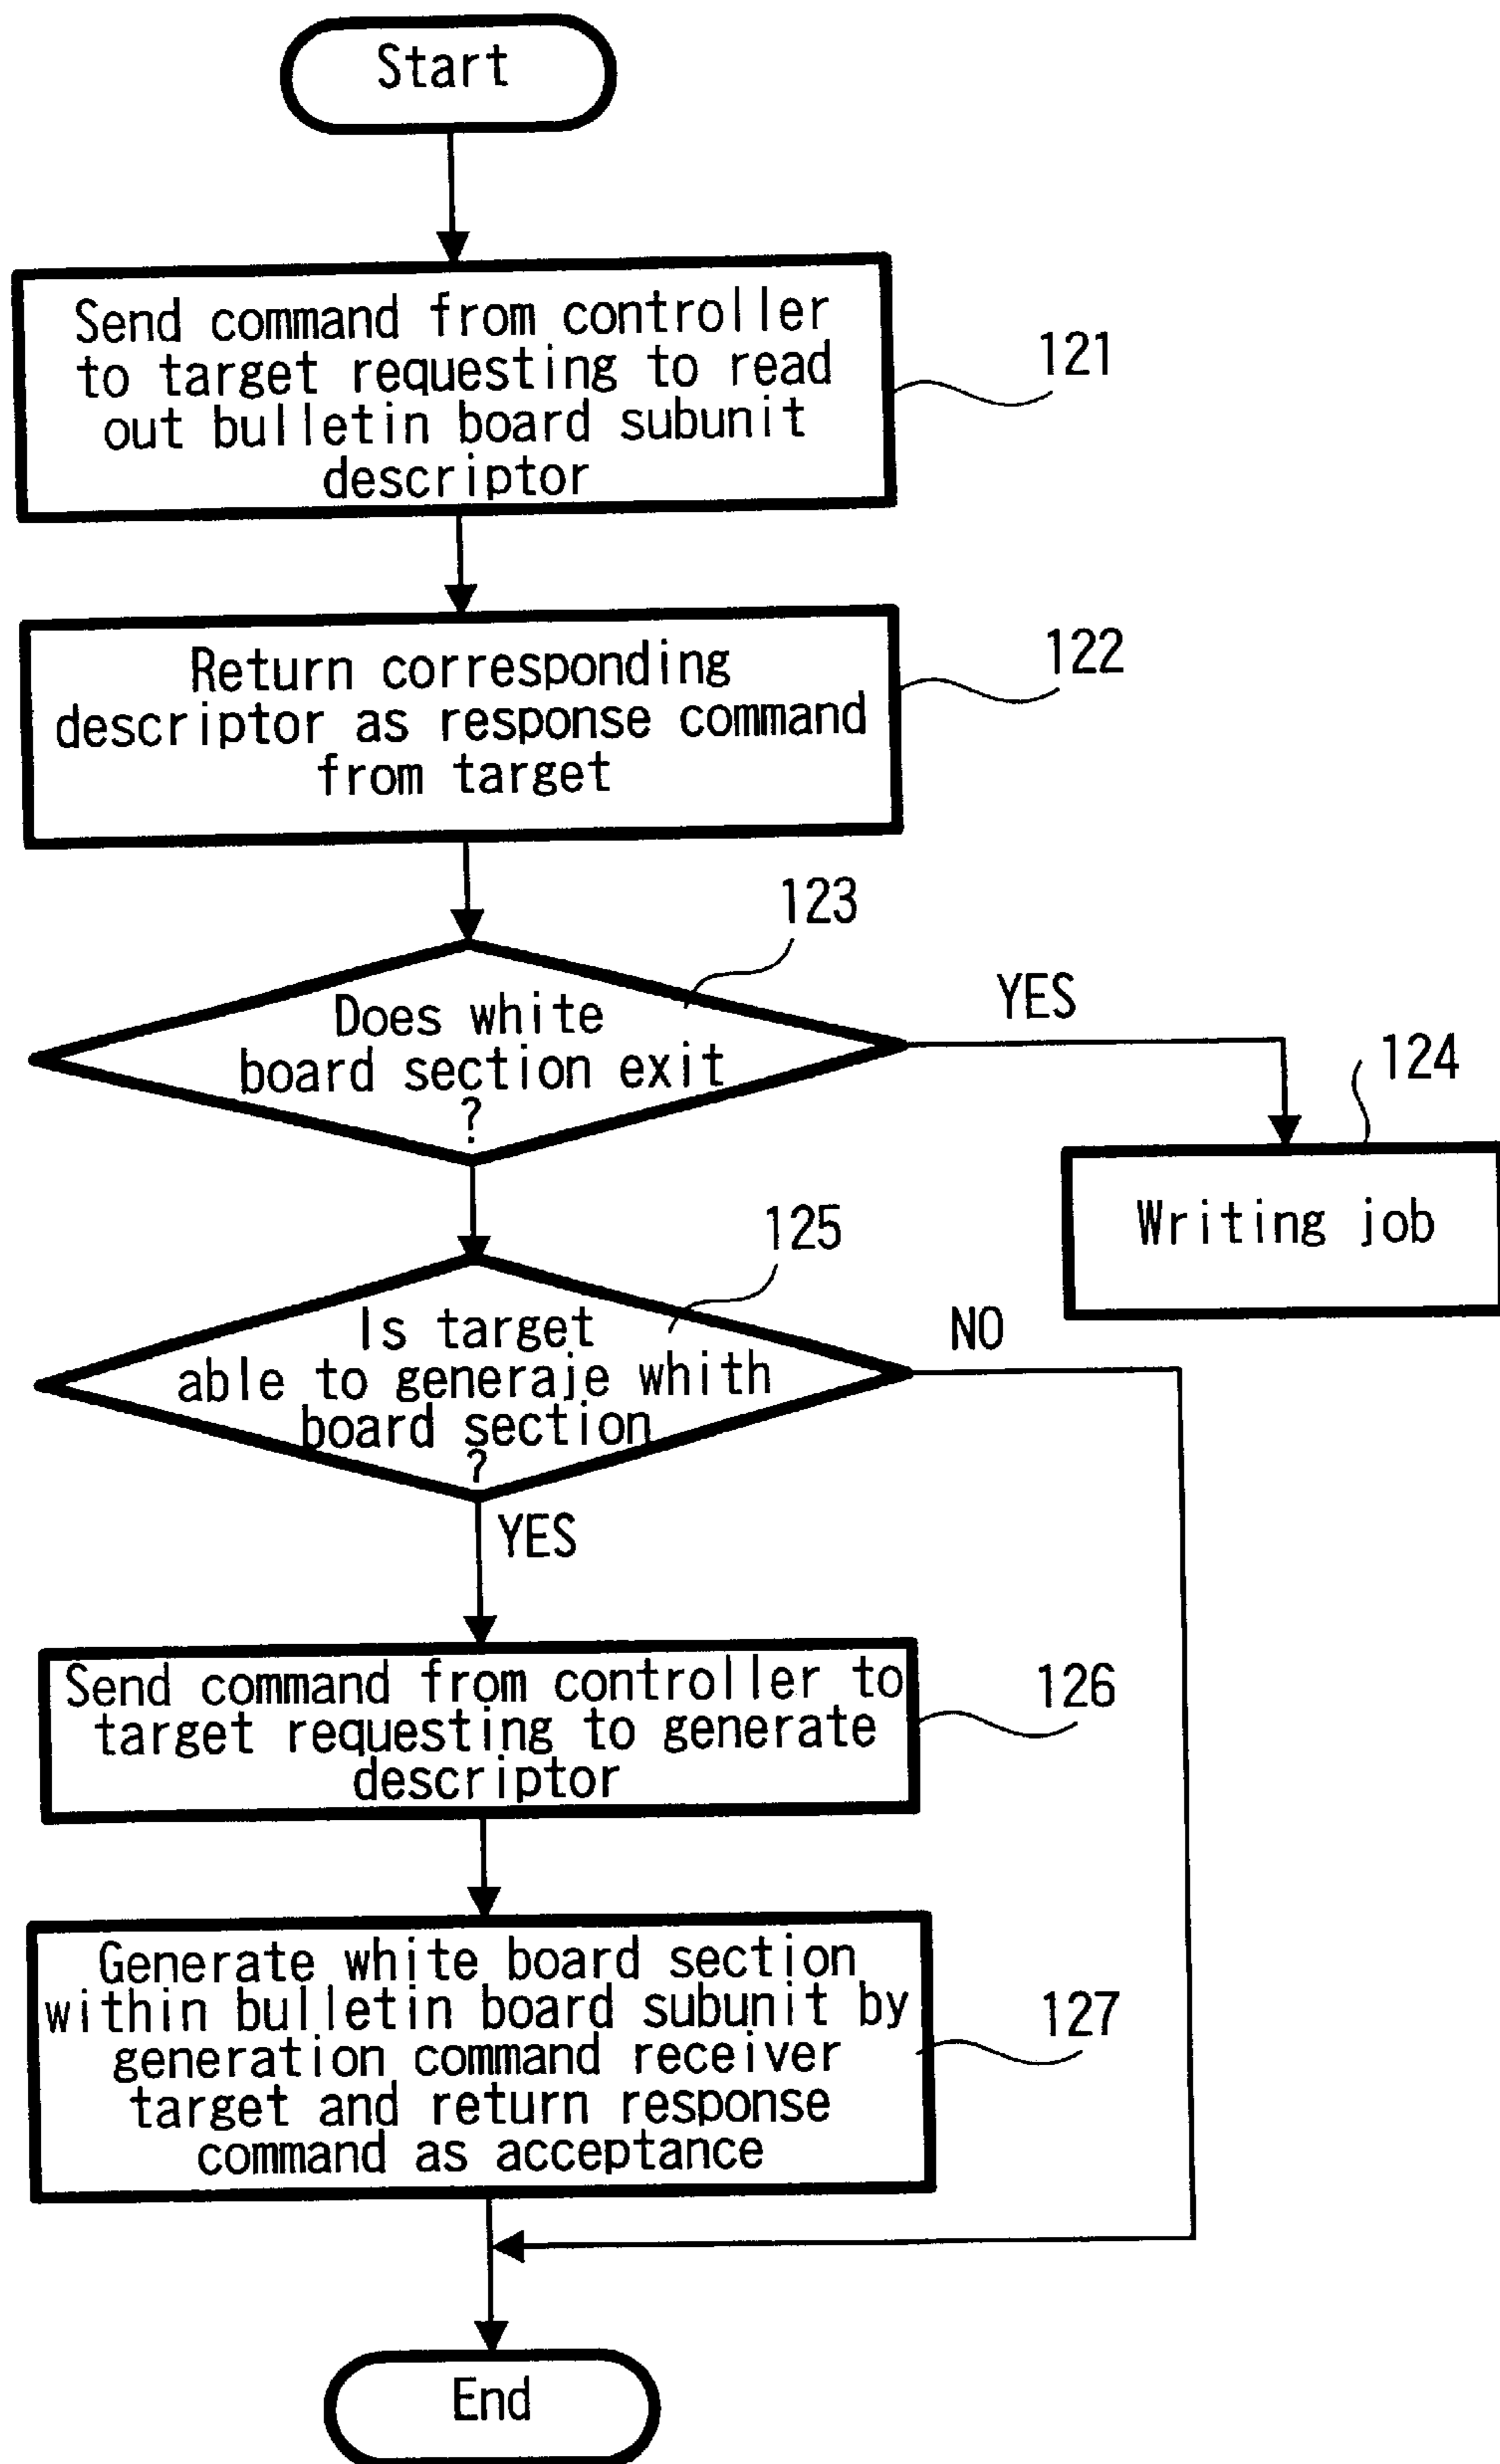 Start
Send command from controller
to target requesting to read
out bulletin board subunit
descriptor
121
Return corresponding
descriptor as response command
from target
122
123
Does white
board section exit
?
YES
124
Writing job
125
Is target
able to generaje whith
board section
?
NO
YES
Send command from controller to
target requesting to generate
descriptor
126
Generate white board section
within bulletin board subunit by
generation command receiver
target and return response
command as acceptance
127
End